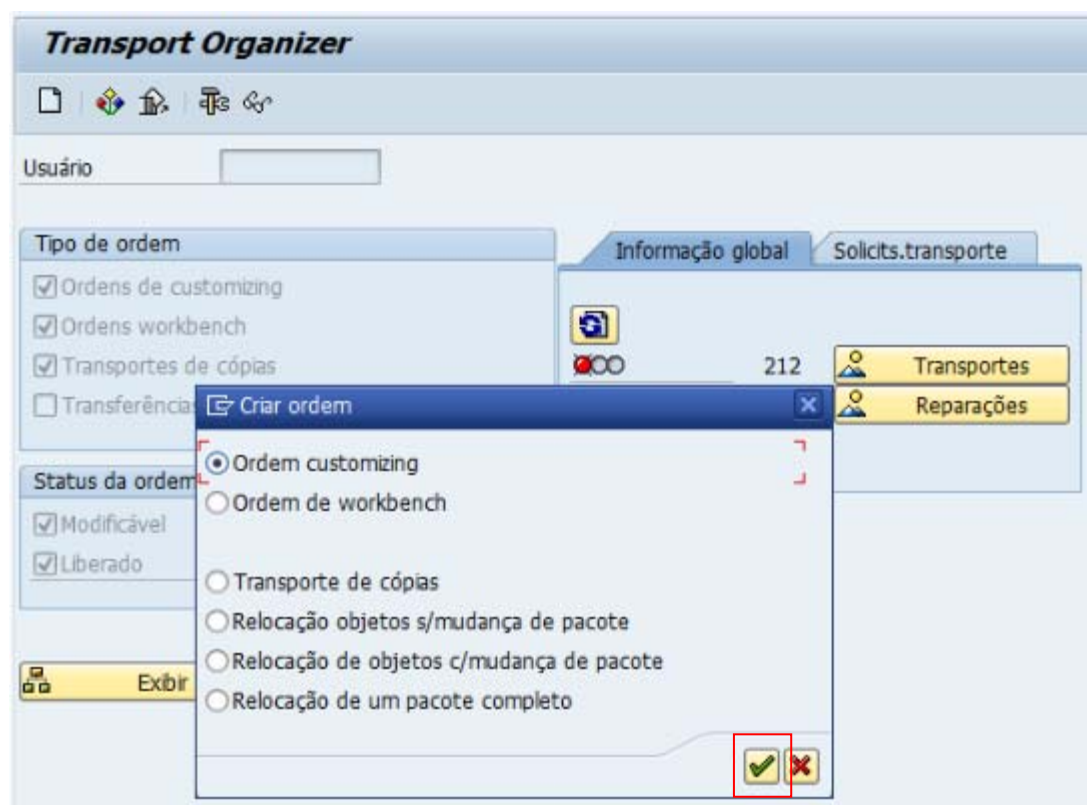 Transport Organizer
Usuário
Tipo de ordem
Ordens de customizing
Ordens workbench
Transportes de cópias
Transferências
Status da ordem
Modificável
Liberado
Exibir
Informação global
Solicits.transporte
212
Transportes
Reparações
Criar ordem
Ordem customizing
Ordem de workbench
Transporte de cópias
Relocação objetos s/mudança de pacote
Relocação de objetos c/mudança de pacote
Relocação de um pacote completo